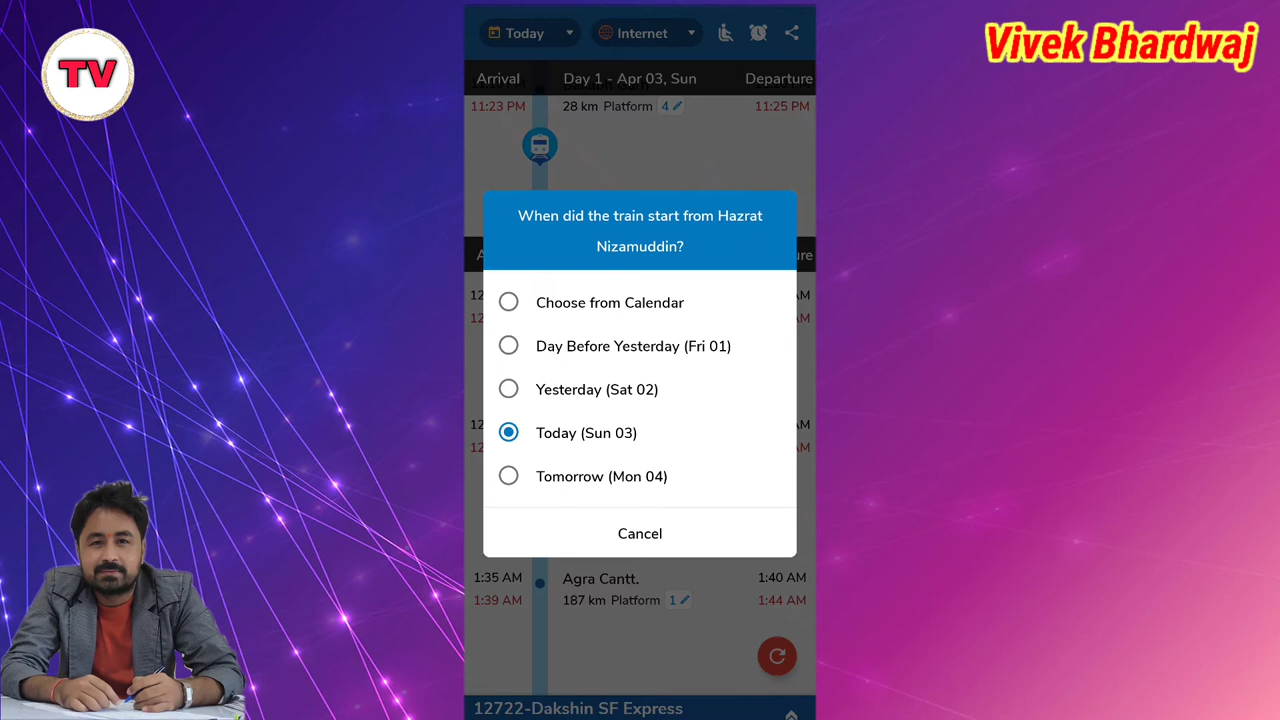 TV
Vivek Bhardwaj
Today
Internet
Arrival Day 1 - Apr 03, Sun Departure
11:23 PM 28 km Platform 4 11:25 PM
When did the train start from Hazrat
Nizamuddin?
Choose from Calendar
Day Before Yesterday (Fri 01)
Yesterday (Sat 02)
Today (Sun 03)
Tomorrow (Mon 04)
Cancel
1:35 AM Agra Cantt. 1:40 AM
1:39 AM 187 km Platform 1 1:44 AM
12722-Dakshin SF Express